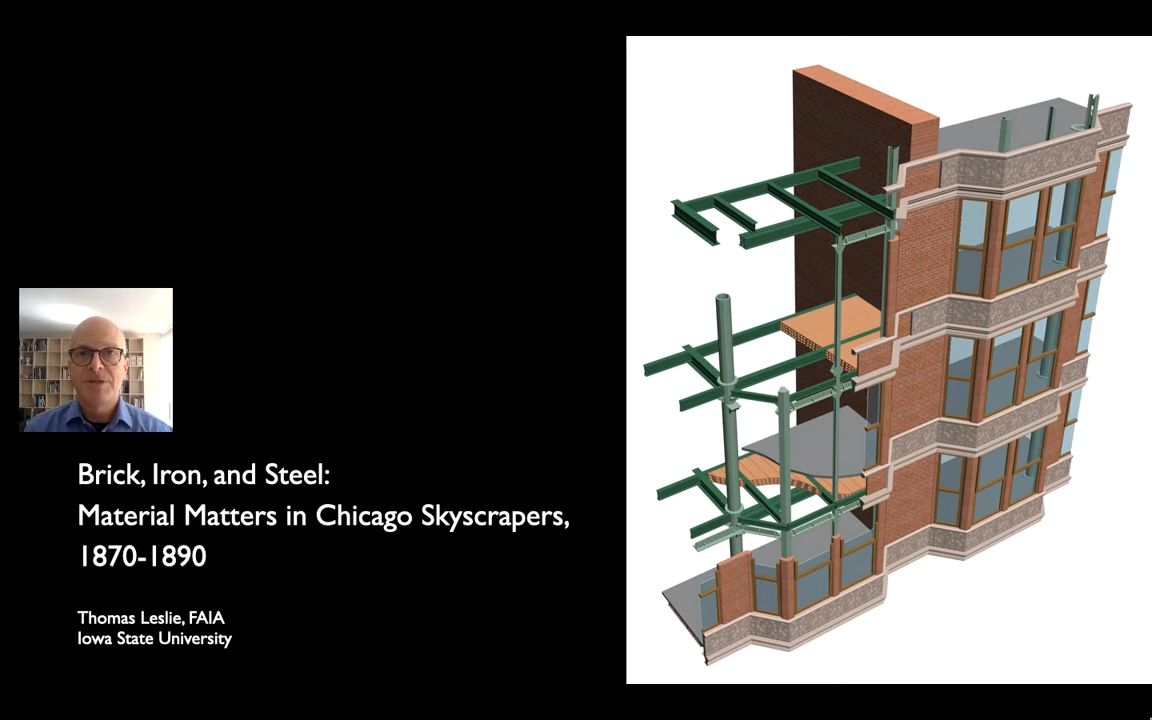 Brick, Iron, and Steel:
Material Matters in Chicago Skyscrapers,
1870-1890
Thomas Leslie, FAIA
Iowa State University